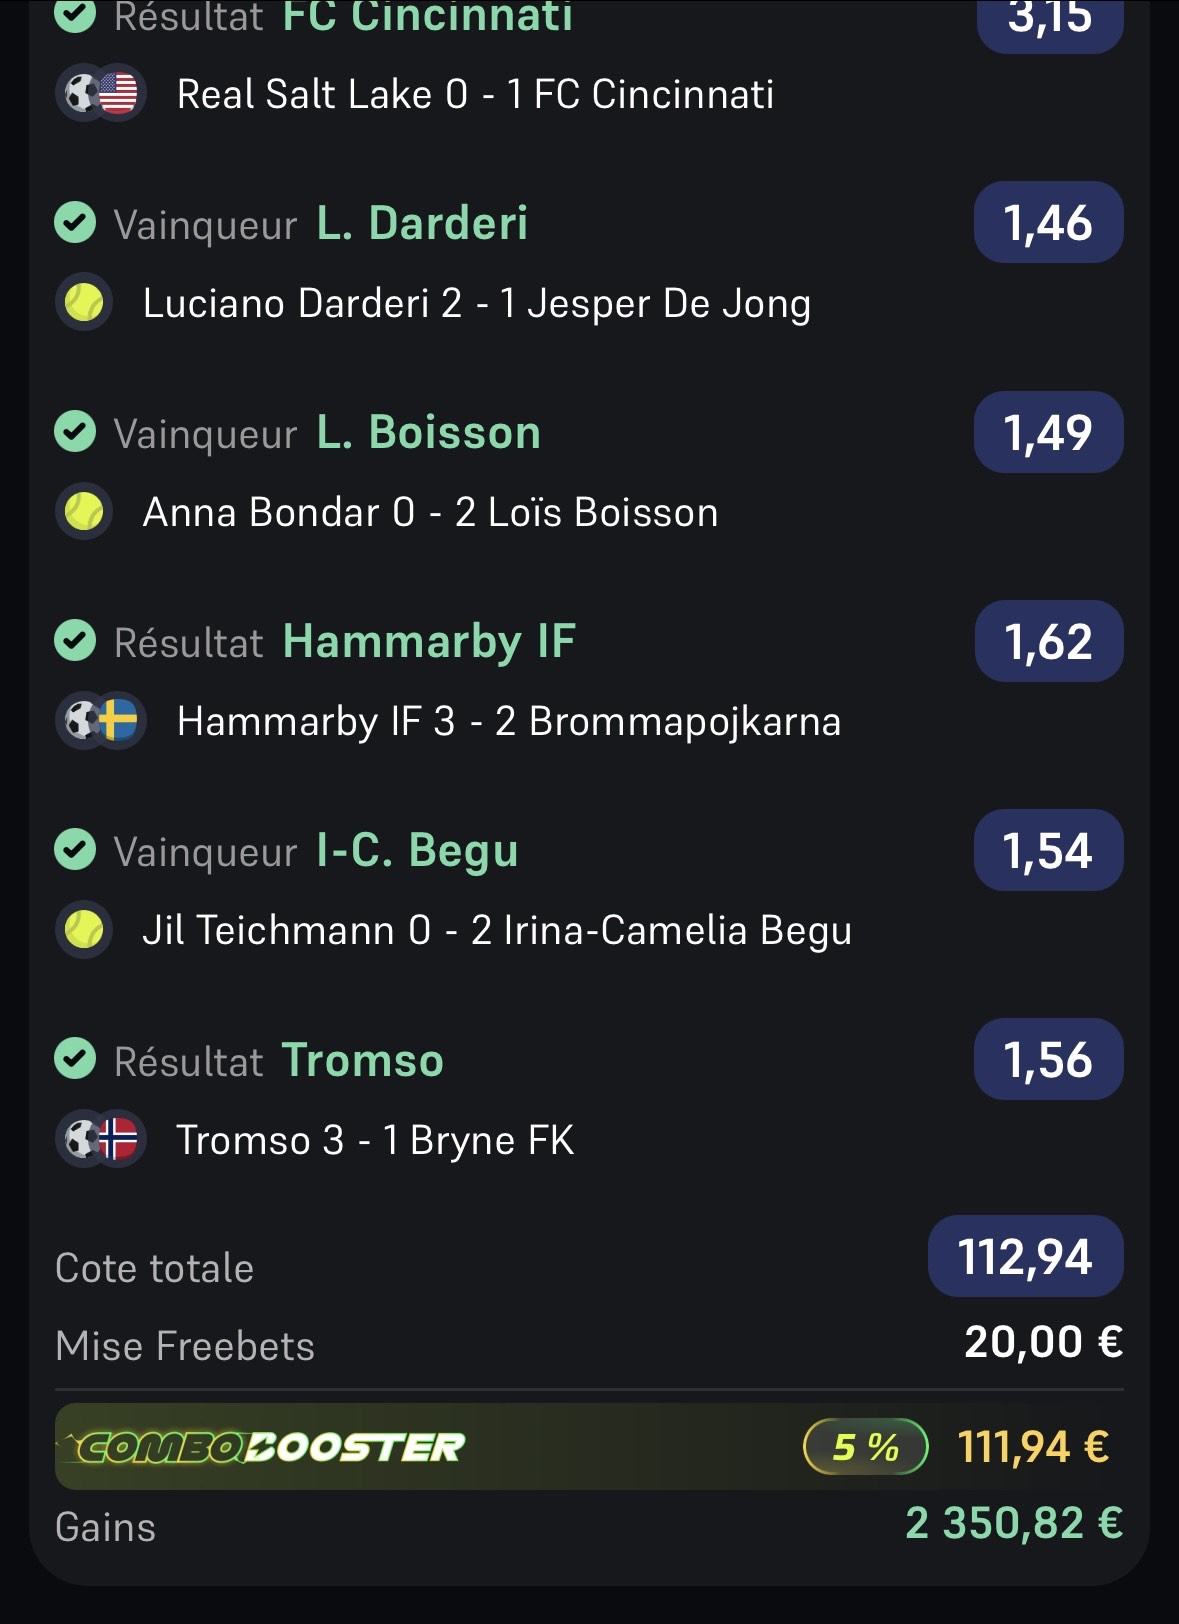 Résultat FC Cincinnati 3,15
Real Salt Lake 0 - 1 FC Cincinnati
Vainqueur L. Darderi 1,46
Luciano Darderi 2 - 1 Jesper De Jong
Vainqueur L. Boisson 1,49
Anna Bondar 0 - 2 Loïs Boisson
Résultat Hammarby IF 1,62
Hammarby IF 3 - 2 Brommapojkarna
Vainqueur I-C. Begu 1,54
Jil Teichmann 0 - 2 Irina-Camelia Begu
Résultat Tromso 1,56
Tromso 3 - 1 Bryne FK
Cote totale 112,94
Mise Freebets 20,00 €
COMBOBOOSTER 5 % 111,94 €
Gains 2 350,82 €